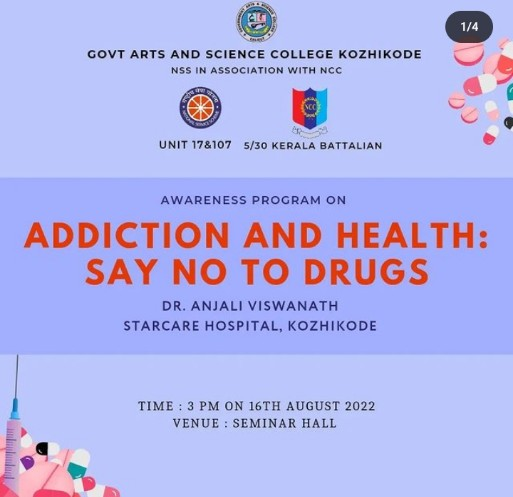 1/4
GOVT ARTS AND SCIENCE COLLEGE KOZHIKODE
NSS IN ASSOCIATION WITH NCC
NCC
UNIT 17&107 5/30 KERALA BATTALIAN
AWARENESS PROGRAM ON
ADDICTION AND HEALTH:
SAY NO TO DRUGS
DR. ANJALI VISWANATH
STARCARE HOSPITAL, KOZHIKODE
TIME : 3 PM ON 16TH AUGUST 2022
VENUE : SEMINAR HALL